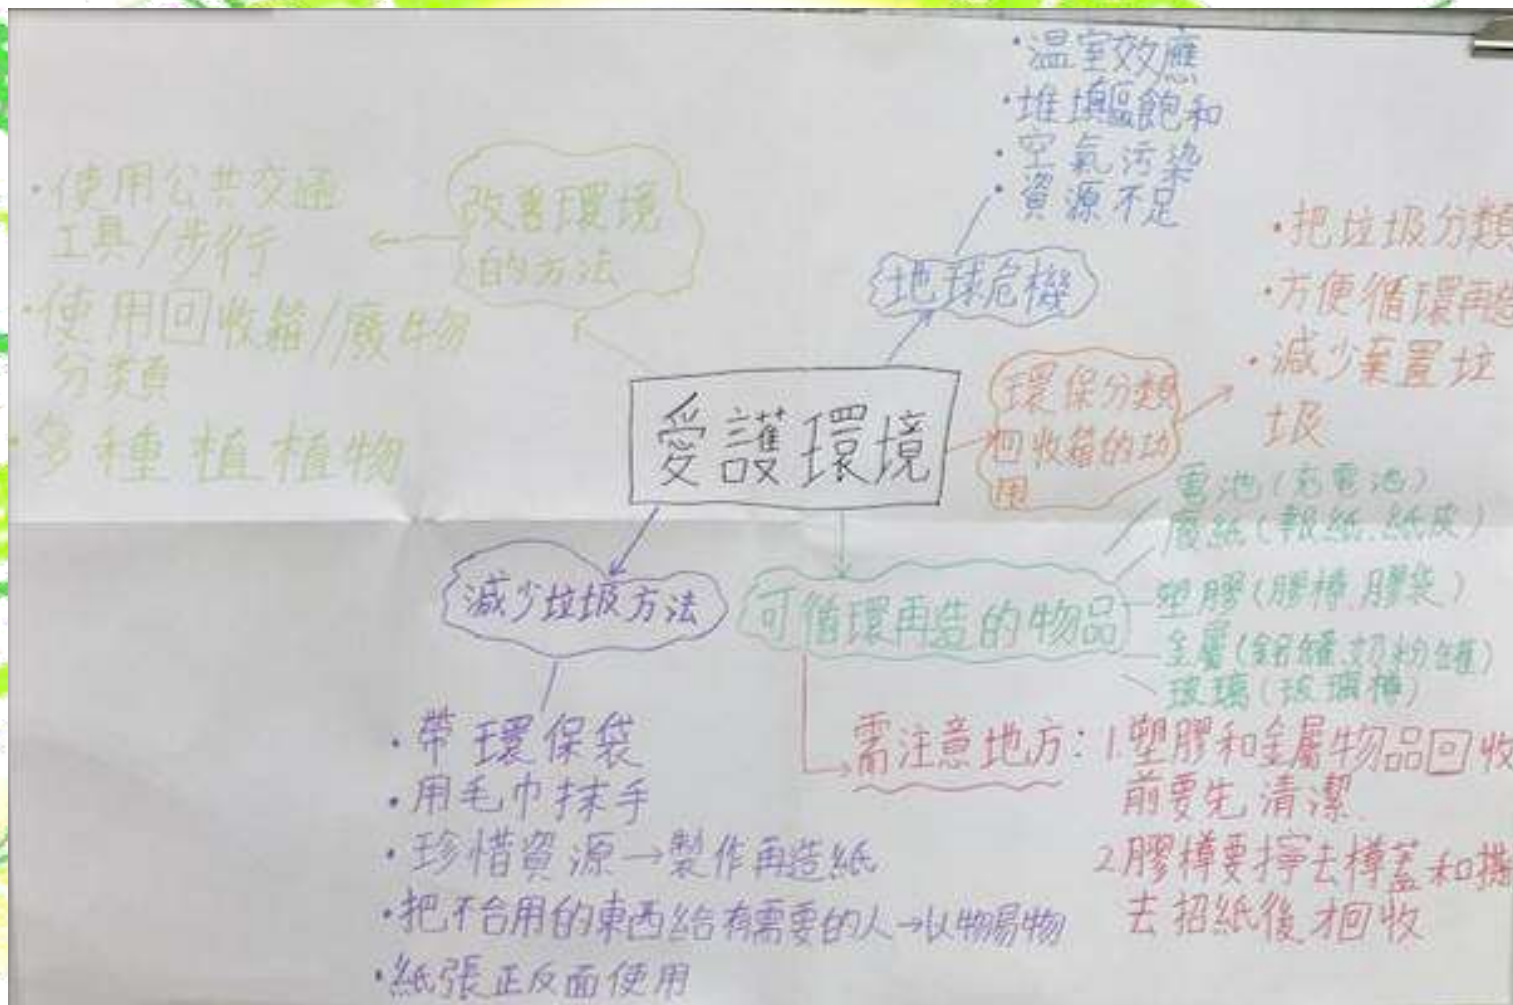 愛護環境
改善環境
的方法
·使用公共交通
工具/步行
·使用回收箱/廢物
分類
·多種植植物
地球危機
·溫室效應
·堆填區飽和
·空氣污染
·資源不足
環保分類
回收箱的功
用
·把垃圾分類
·方便循環再造
·減少棄置垃
圾
可循環再造的物品
電池(充電池)
廢紙(報紙、紙皮)
塑膠(膠樽、膠袋)
金屬(鋁罐、奶粉罐)
玻璃(玻璃樽)
需注意地方:
1.塑膠和金屬物品回收
前要先清潔
2.膠樽要擰去樽蓋和撕
去招紙後才回收
減少垃圾方法
·帶環保袋
·用毛巾抹手
·珍惜資源→製作再造紙
·把不合用的東西給有需要的人→以物易物
·紙張正反面使用